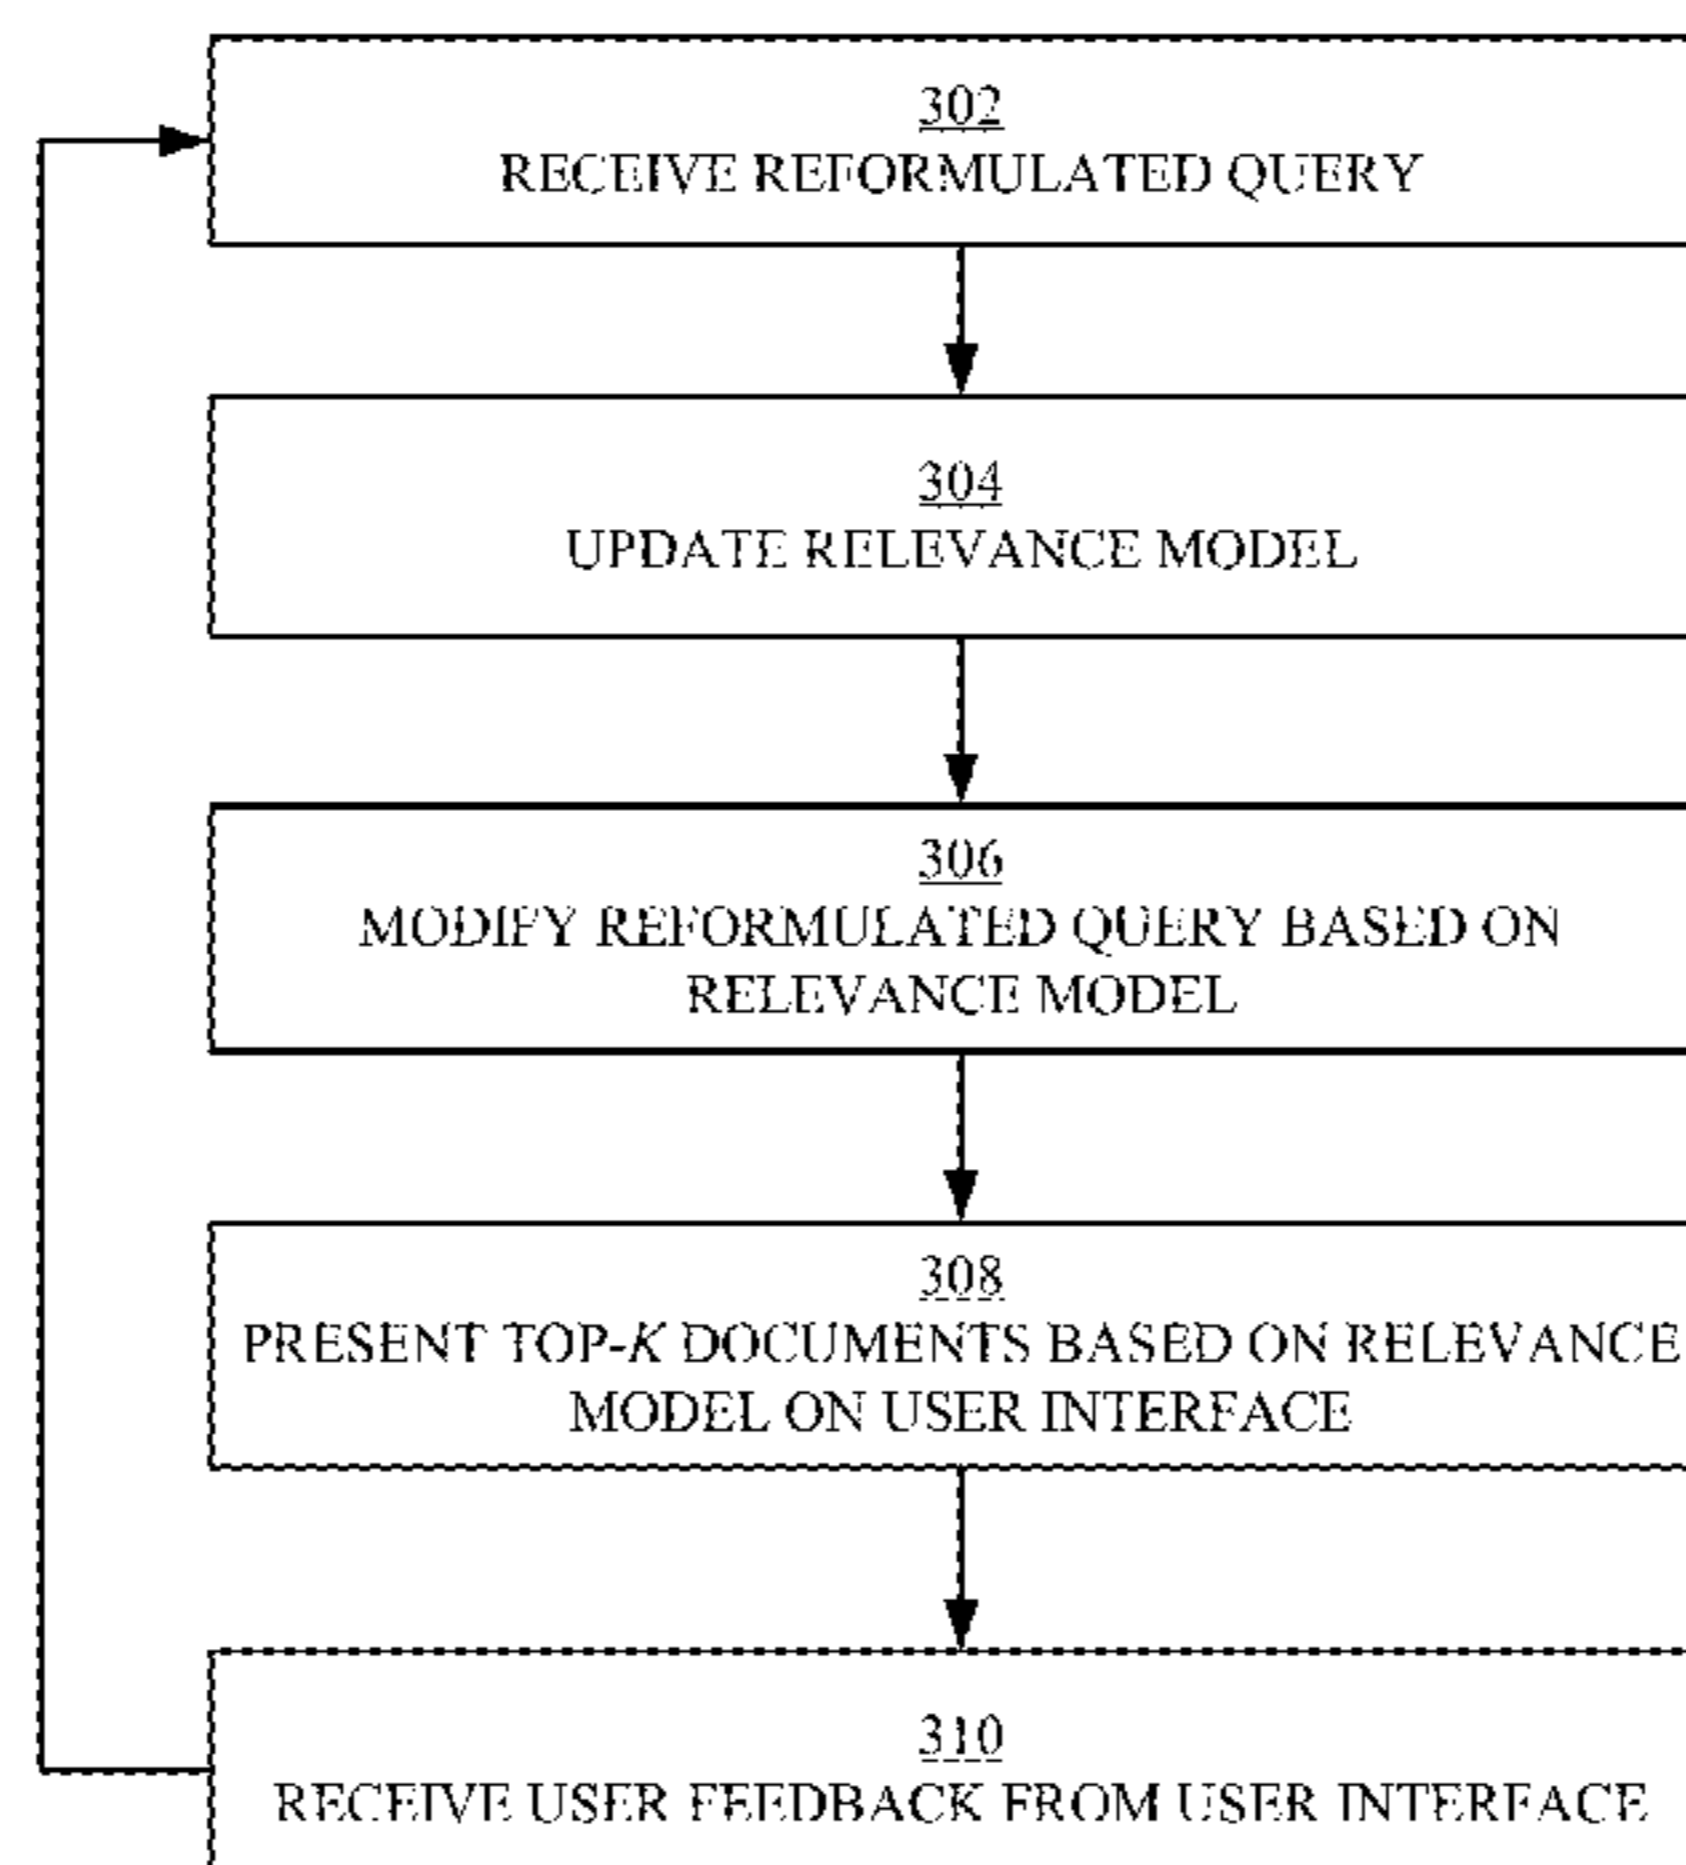 302
RECEIVE REFORMULATED QUERY
304
UPDATE RELEVANCE MODEL
306
MODIFY REFORMULATED QUERY BASED ON
RELEVANCE MODEL
308
PRESENT TOP-K DOCUMENTS BASED ON RELEVANCE
MODEL ON USER INTERFACE
310
RECEIVE USER FEEDBACK FROM USER INTERFACE